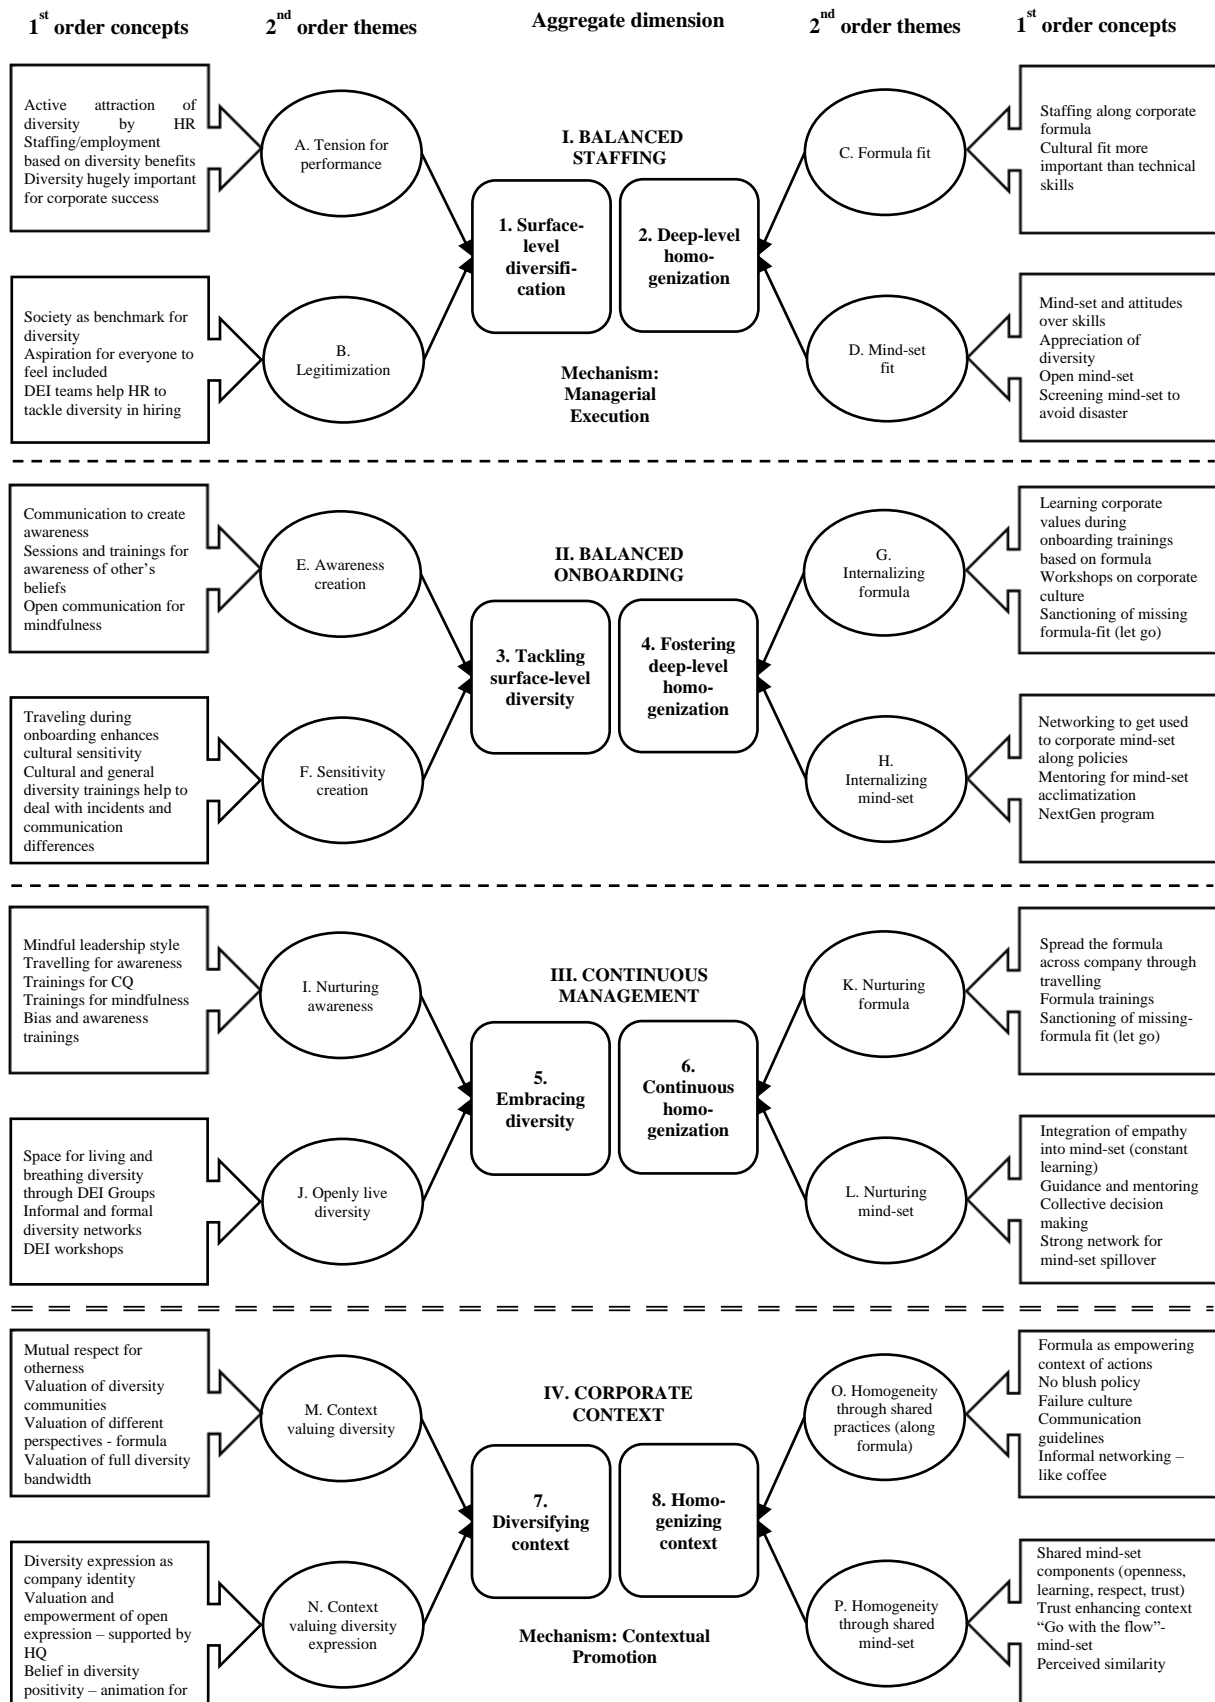 1st order concepts
2nd order themes
Aggregate dimension
2nd order themes
1st order concepts
Active attraction of
diversity by HR
Staffing/employment
based on diversity benefits
Diversity hugely important
for corporate success
A. Tension for
performance
I. BALANCED
STAFFING
C. Formula fit
Staffing along corporate
formula
Cultural fit more
important than technical
skills
1. Surface-
level
diversifi-
cation
2. Deep-level
homo-
genization
Society as benchmark for
diversity
Aspiration for everyone to
feel included
DEI teams help HR to
tackle diversity in hiring
B.
Legitimization
Mechanism:
Managerial
Execution
D. Mind-set
fit
Mind-set and attitudes
over skills
Appreciation of
diversity
Open mind-set
Screening mind-set to
avoid disaster
Communication to create
awareness
Sessions and trainings for
awareness of other’s
beliefs
Open communication for
mindfulness
E. Awareness
creation
II. BALANCED
ONBOARDING
G.
Internalizing
formula
Learning corporate
values during
onboarding trainings
based on formula
Workshops on corporate
culture
Sanctioning of missing
formula-fit (let go)
3. Tackling
surface-level
diversity
4. Fostering
deep-level
homo-
genization
Traveling during
onboarding enhances
cultural sensitivity
Cultural and general
diversity trainings help to
deal with incidents and
communication
differences
F. Sensitivity
creation
H.
Internalizing
mind-set
Networking to get used
to corporate mind-set
along policies
Mentoring for mind-set
acclimatization
NextGen program
Mindful leadership style
Travelling for awareness
Trainings for CQ
Trainings for mindfulness
Bias and awareness
trainings
I. Nurturing
awareness
III. CONTINUOUS
MANAGEMENT
K. Nurturing
formula
Spread the formula
across company through
travelling
Formula trainings
Sanctioning of missing-
formula fit (let go)
5.
Embracing
diversity
6.
Continuous
homo-
genization
Space for living and
breathing diversity
through DEI Groups
Informal and formal
diversity networks
DEI workshops
J. Openly live
diversity
L. Nurturing
mind-set
Integration of empathy
into mind-set (constant
learning)
Guidance and mentoring
Collective decision
making
Strong network for
mind-set spillover
Mutual respect for
otherness
Valuation of diversity
communities
Valuation of different
perspectives - formula
Valuation of full diversity
bandwidth
M. Context
valuing diversity
IV. CORPORATE
CONTEXT
O. Homogeneity
through shared
practices (along
formula)
Formula as empowering
context of actions
No blush policy
Failure culture
Communication
guidelines
Informal networking –
like coffee
7.
Diversifying
context
8. Homo-
genizing
context
Diversity expression as
company identity
Valuation and
empowerment of open
expression – supported by
HQ
Belief in diversity
positivity – animation for
N. Context
valuing diversity
expression
Mechanism: Contextual
Promotion
P. Homogeneity
through shared
mind-set
Shared mind-set
components (openness,
learning, respect, trust)
Trust enhancing context
“Go with the flow”-
mind-set
Perceived similarity